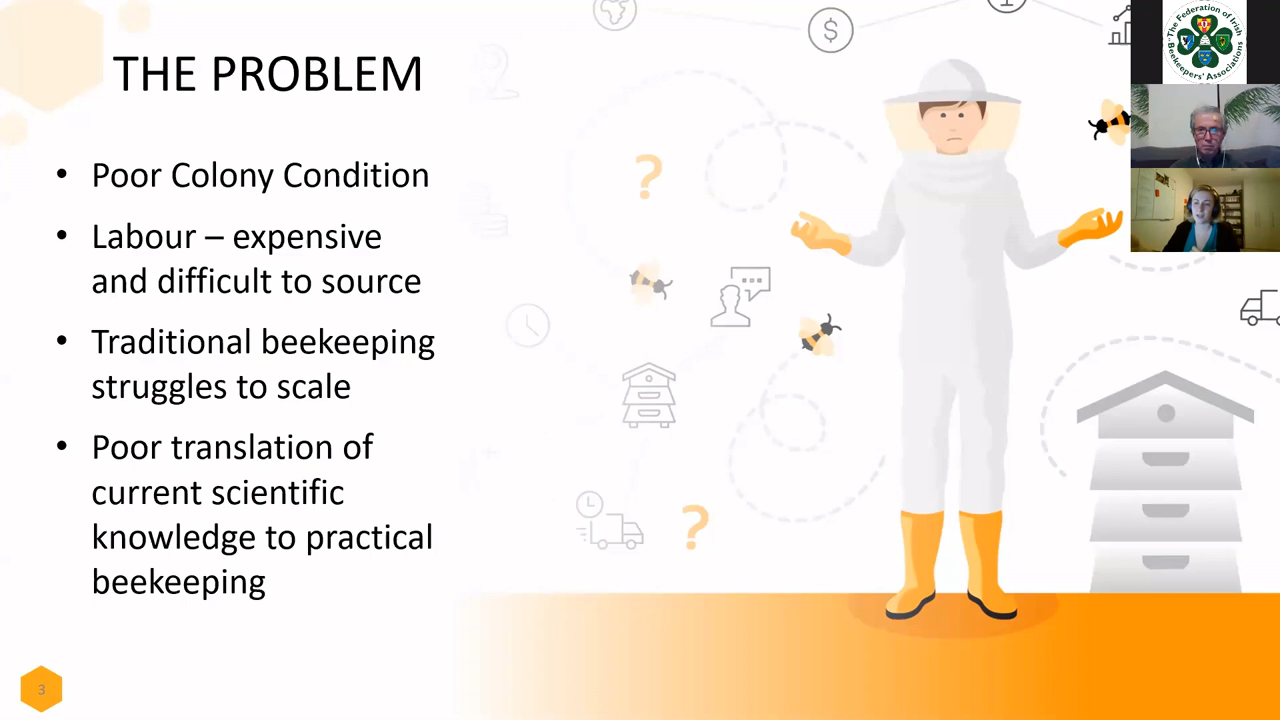 THE PROBLEM
• Poor Colony Condition
• Labour – expensive
and difficult to source
• Traditional beekeeping
struggles to scale
• Poor translation of
current scientific
knowledge to practical
beekeeping
3
$
?
?
The Federation of Irish
Beekeepers' Associations